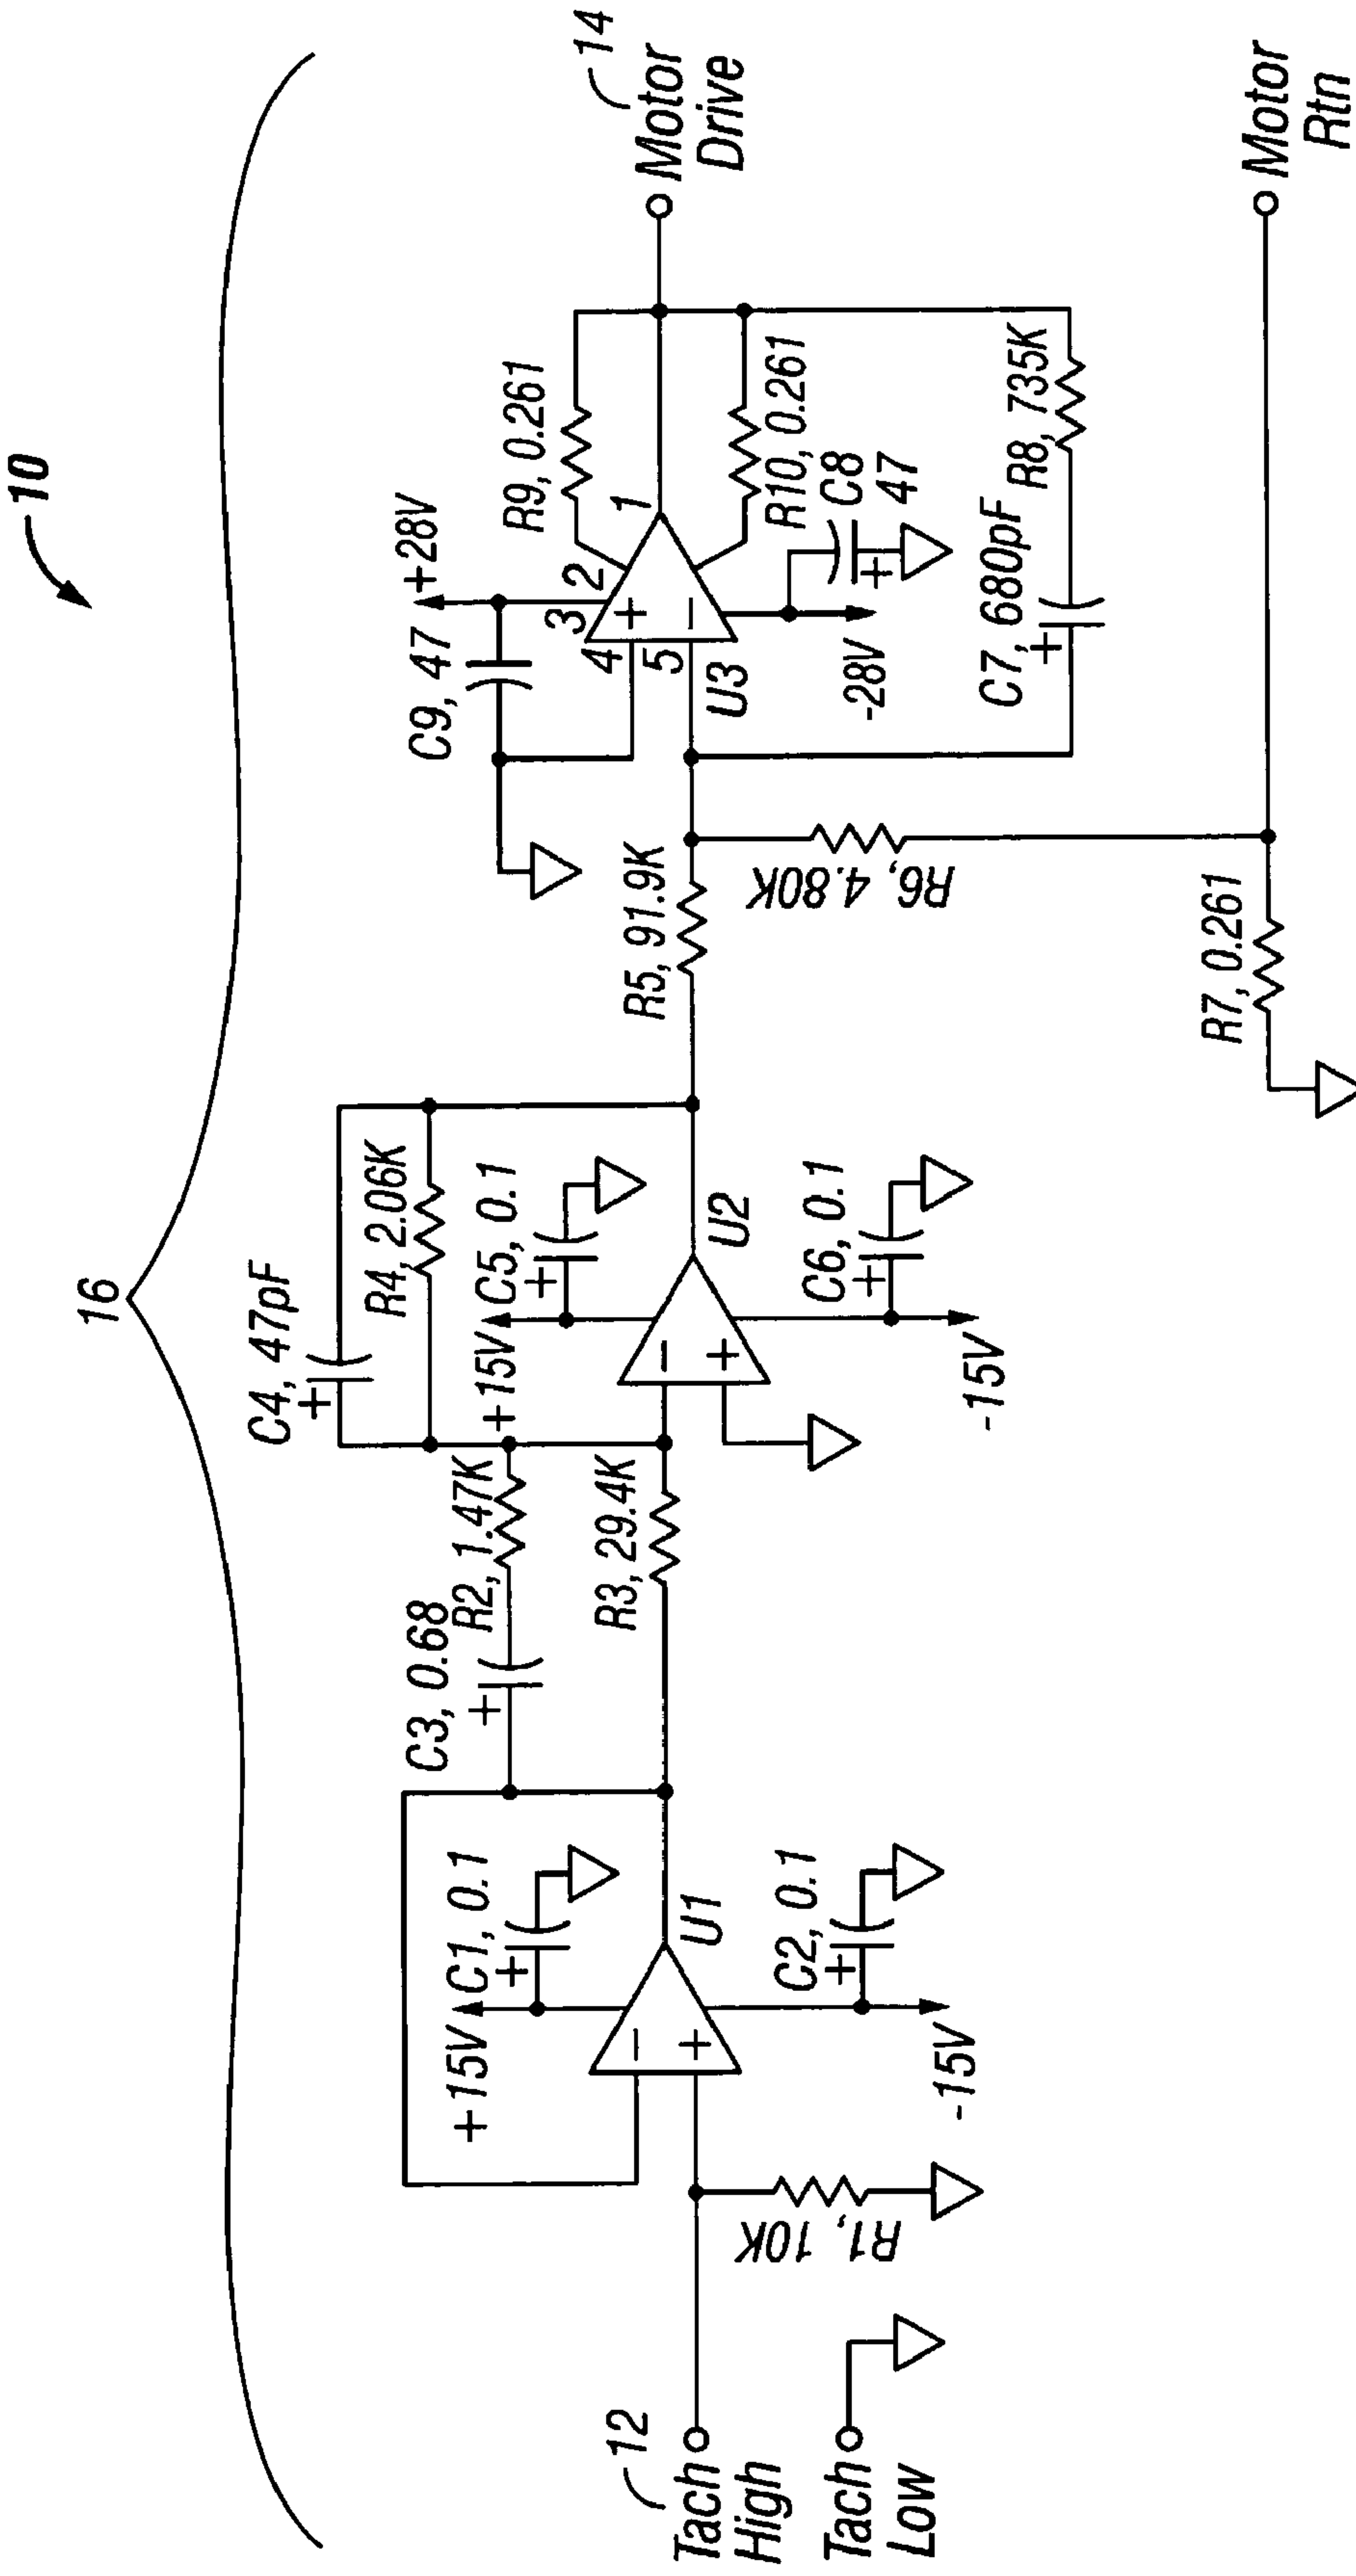 10
16
Tach
High
12
Tach
Low
R1, 10K
+15V
C1, 0.1
−
+
U1
C2, 0.1
+
-15V
C3, 0.68
+
R2, 1.47K
R3, 29.4K
C4, 47pF
+
R4, 2.06K
+15V
C5, 0.1
+
−
+
U2
C6, 0.1
+
-15V
R5, 91.9K
R6, 4.80K
R7, 0.261
C9, 47
+28V
3
2
4
+
5
−
1
U3
R9, 0.261
R10, 0.261
C8
47
+
-28V
C7, 680pF
+
R8, 735K
Motor
Drive
14
Motor
Rtn